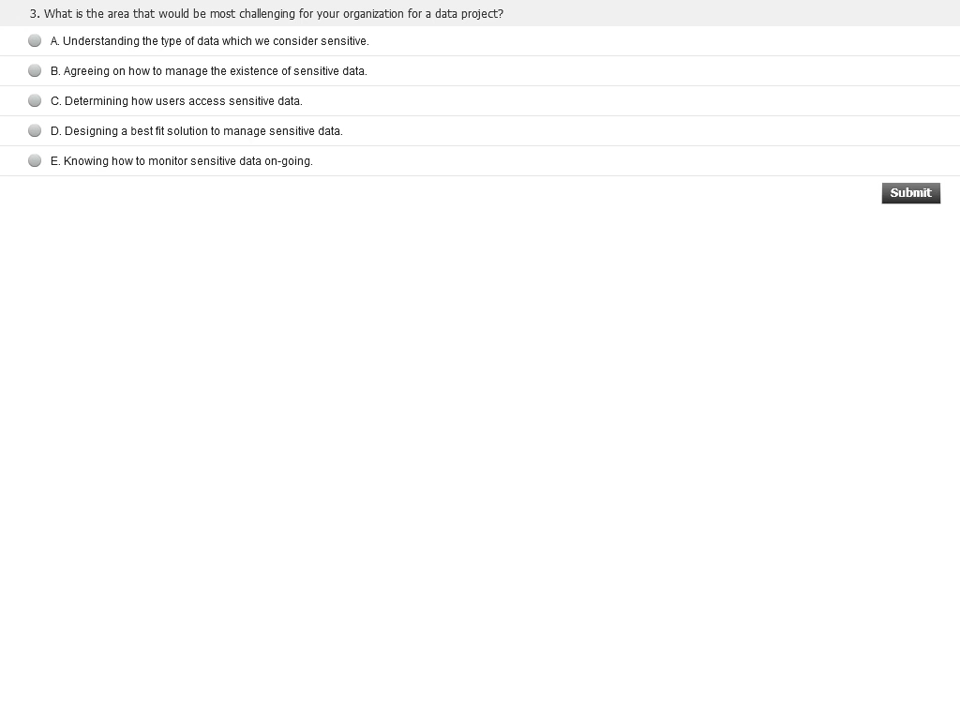 3. What is the area that would be most challenging for your organization for a data project?
A. Understanding the type of data which we consider sensitive.
B. Agreeing on how to manage the existence of sensitive data.
C. Determining how users access sensitive data.
D. Designing a best fit solution to manage sensitive data.
E. Knowing how to monitor sensitive data on-going.
Submit